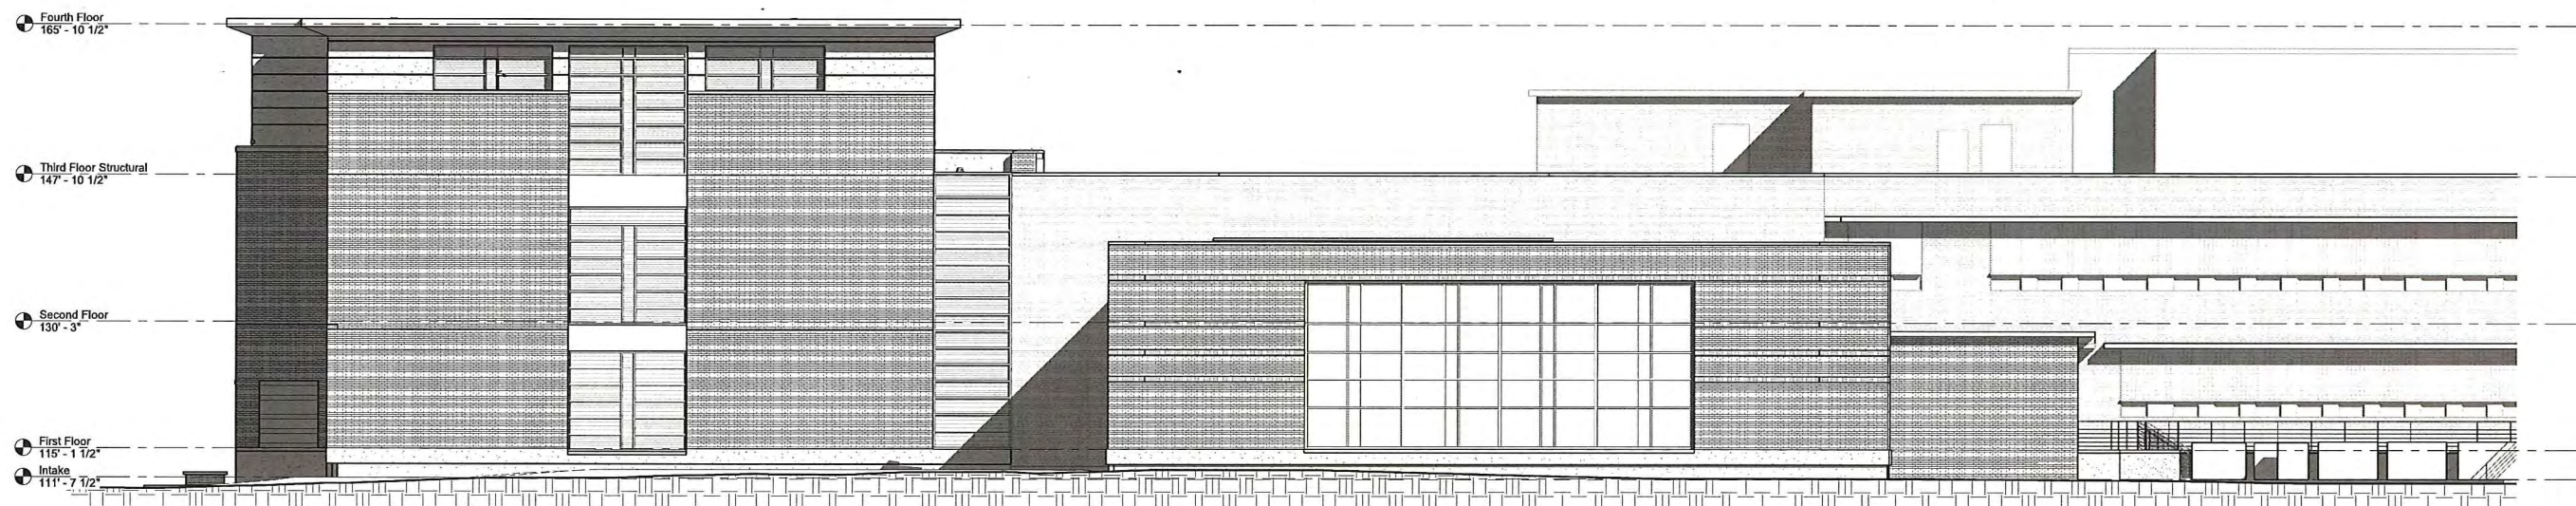 Fourth Floor
165' - 10 1/2"
Third Floor Structural
147' - 10 1/2"
Second Floor
130' - 3"
First Floor
115' - 1 1/2"
Intake
111' - 7 1/2"